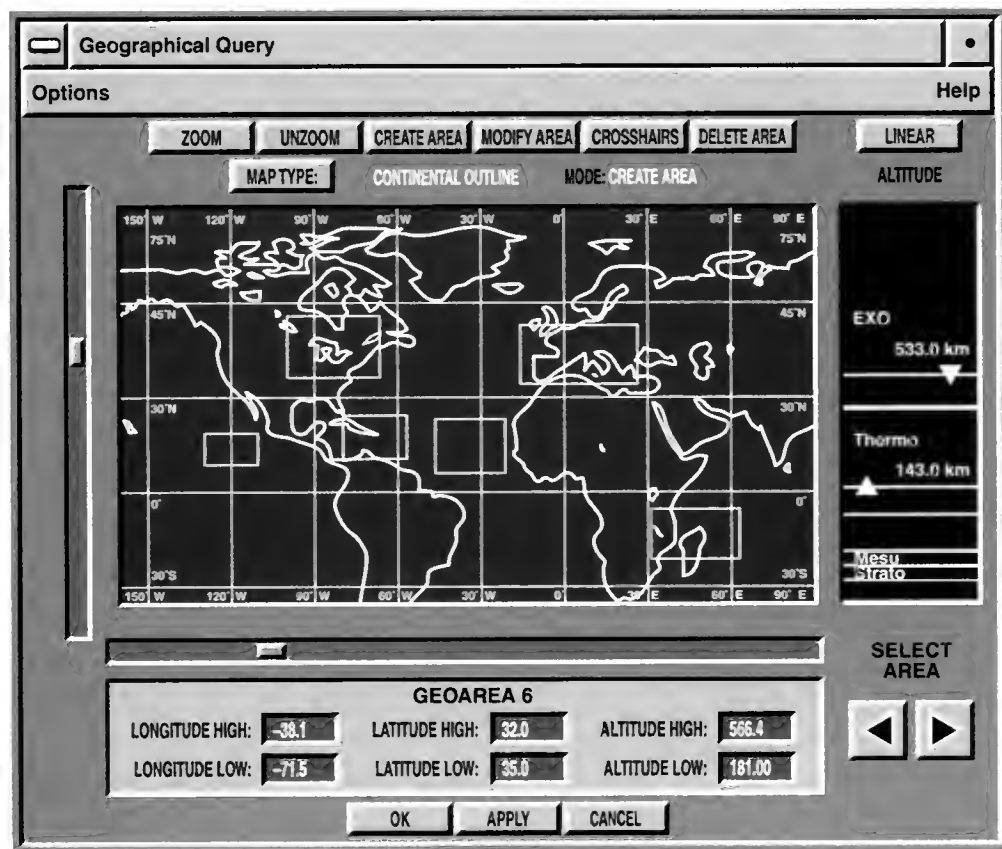 Geographical Query
Options Help
ZOOM UNZOOM CREATE AREA MODIFY AREA CROSSHAIRS DELETE AREA LINEAR
MAP TYPE: CONTINENTAL OUTLINE MODE: CREATE AREA ALTITUDE
150° W 120° W 90° W 60° W 30° W 0° 30° E 60° E 90° E
75°N 75°N
45°N 45°N
EXO
533.0 km
30°N 30°N
Thermo
143.0 km
0° 0°
Mesu
Strato
30°S 30°S
150° W 120° W 90° W 60° W 30° W 0° 30° E 60° E 90° E
SELECT
AREA
GEOAREA 6
LONGITUDE HIGH: -38.1 LATITUDE HIGH: 32.0 ALTITUDE HIGH: 566.4
LONGITUDE LOW: -71.5 LATITUDE LOW: 35.0 ALTITUDE LOW: 181.00
OK APPLY CANCEL